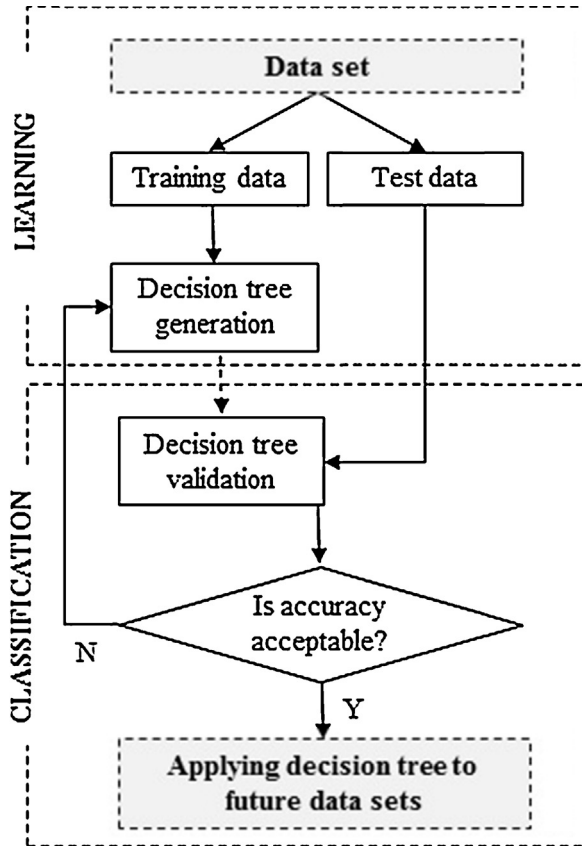 LEARNING
Data set
Training data
Test data
Decision tree
generation
CLASSIFICATION
Decision tree
validation
Is accuracy
acceptable?
N
Y
Applying decision tree to
future data sets